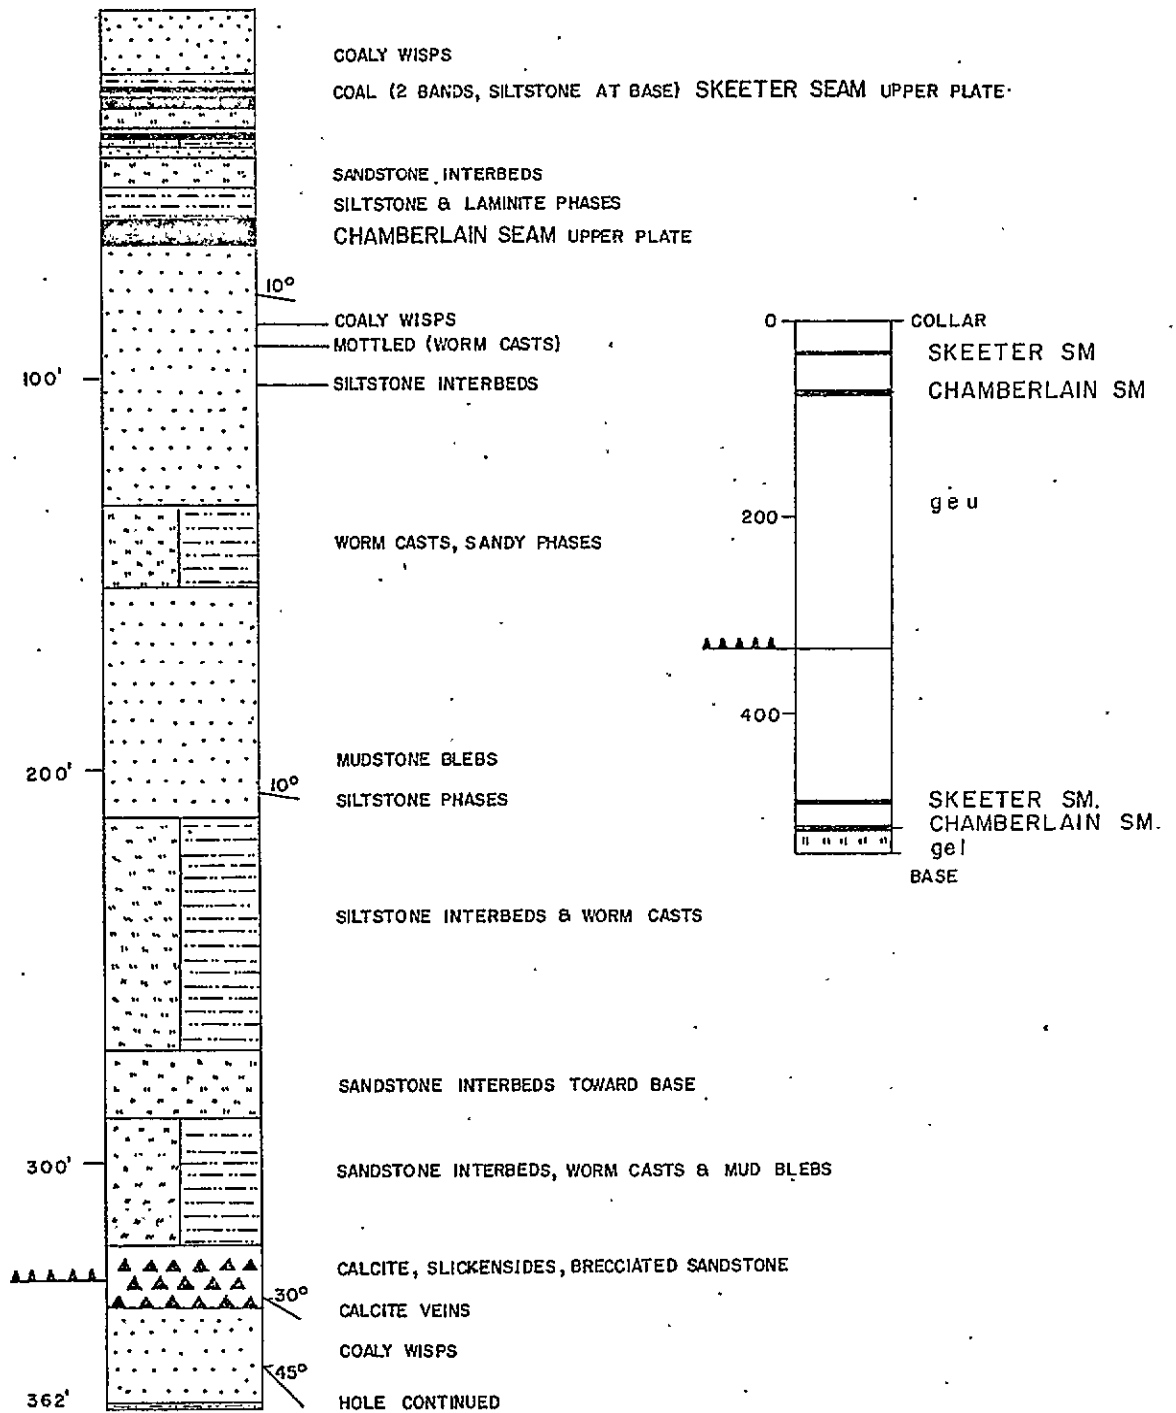 COALY WISPS
COAL (2 BANDS, SILTSTONE AT BASE) SKEETER SEAM UPPER PLATE
SANDSTONE INTERBEDS
SILTSTONE & LAMINITE PHASES
CHAMBERLAIN SEAM UPPER PLATE
10°
COALY WISPS
MOTTLED (WORM CASTS)
100'
SILTSTONE INTERBEDS
WORM CASTS, SANDY PHASES
MUDSTONE BLEBS
200'
10°
SILTSTONE PHASES
SILTSTONE INTERBEDS & WORM CASTS
SANDSTONE INTERBEDS TOWARD BASE
300'
SANDSTONE INTERBEDS, WORM CASTS & MUD BLEBS
CALCITE, SLICKENSIDES, BRECCIATED SANDSTONE
30°
CALCITE VEINS
COALY WISPS
45°
362'
HOLE CONTINUED
0
COLLAR
SKEETER SM
CHAMBERLAIN SM
geu
200
400
SKEETER SM.
CHAMBERLAIN SM.
gel
BASE